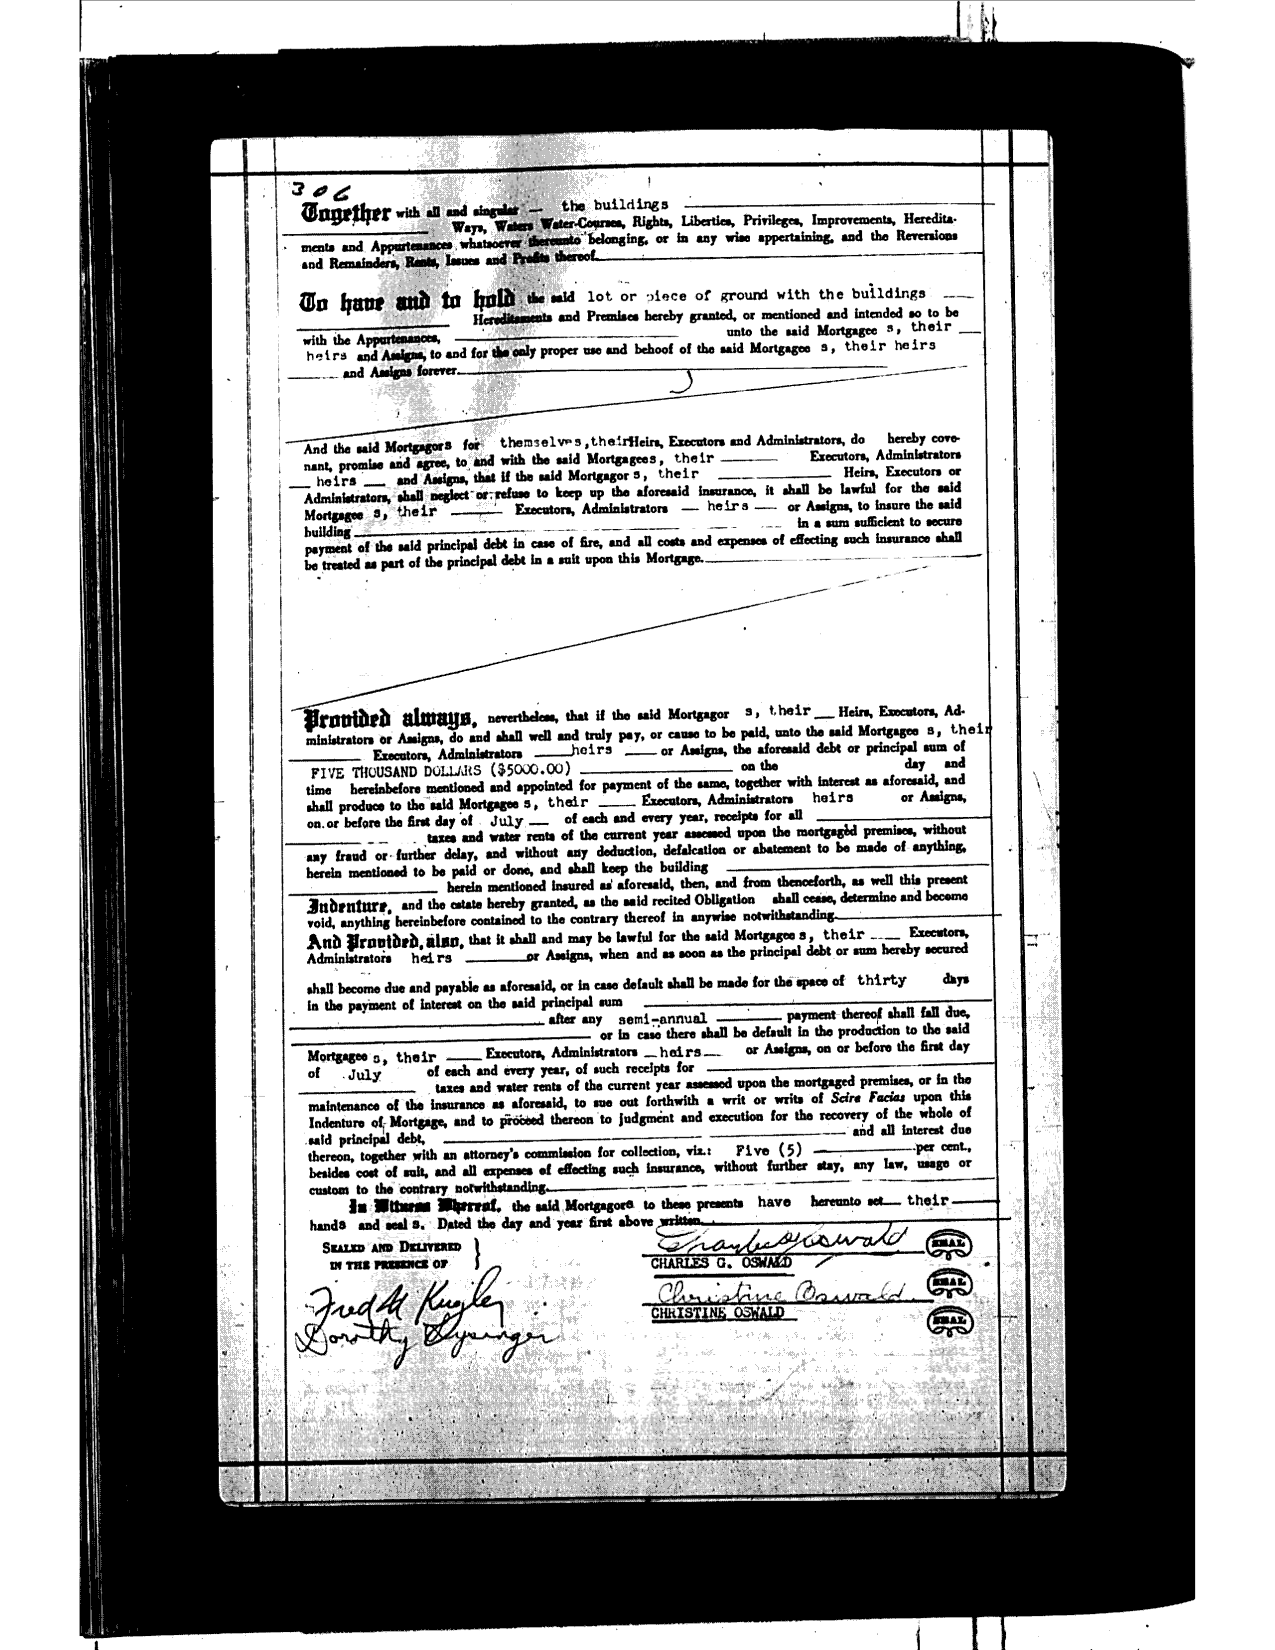 306
Together with all and singular the buildings
Ways, Waters Water-Courses, Rights, Liberties, Privileges, Improvements, Heredita-
ments and Appurtenances whatsoever thereunto belonging, or in any wise appertaining, and the Reversions
and Remainders, Rents, Issues and Profits thereof.
To have and to hold the said lot or piece of ground with the buildings
Hereditaments and Premises hereby granted, or mentioned and intended so to be
with the Appurtenances, unto the said Mortgagee s, their
heirs and Assigns, to and for the only proper use and behoof of the said Mortgagee s, their heirs
and Assigns forever.
And the said Mortgagors for themselves, their Heirs, Executors and Administrators, do hereby cove-
nant, promise and agree, to and with the said Mortgagees, their Executors, Administrators
heirs and Assigns, that if the said Mortgagor s, their Heirs, Executors or
Administrators, shall neglect or refuse to keep up the aforesaid insurance, it shall be lawful for the said
Mortgagee s, their Executors, Administrators heirs or Assigns, to insure the said
building in a sum sufficient to secure
payment of the said principal debt in case of fire, and all costs and expenses of effecting such insurance shall
be treated as part of the principal debt in a suit upon this Mortgage.
Provided always, nevertheless, that if the said Mortgagor s, their Heirs, Executors, Ad-
ministrators or Assigns, do and shall well and truly pay, or cause to be paid, unto the said Mortgagee s, their
Executors, Administrators heirs or Assigns, the aforesaid debt or principal sum of
FIVE THOUSAND DOLLARS ($5000.00) on the day and
time hereinbefore mentioned and appointed for payment of the same, together with interest as aforesaid, and
shall produce to the said Mortgagee s, their Executors, Administrators heirs or Assigns,
on or before the first day of July of each and every year, receipts for all
taxes and water rents of the current year assessed upon the mortgaged premises, without
any fraud or further delay, and without any deduction, defalcation or abatement to be made of anything,
herein mentioned to be paid or done, and shall keep the building
herein mentioned insured as aforesaid, then, and from thenceforth, as well this present
Indenture, and the estate hereby granted, as the said recited Obligation shall cease, determine and become
void, anything hereinbefore contained to the contrary thereof in anywise notwithstanding.
And Provided, also, that it shall and may be lawful for the said Mortgagee s, their Executors,
Administrators heirs or Assigns, when and as soon as the principal debt or sum hereby secured
shall become due and payable as aforesaid, or in case default shall be made for the space of thirty days
in the payment of interest on the said principal sum
after any semi-annual payment thereof shall fall due,
or in case there shall be default in the production to the said
Mortgagee s, their Executors, Administrators heirs or Assigns, on or before the first day
of July of each and every year, of such receipts for
taxes and water rents of the current year assessed upon the mortgaged premises, or in the
maintenance of the insurance as aforesaid, to sue out forthwith a writ or writs of Scire Facias upon this
Indenture of Mortgage, and to proceed thereon to judgment and execution for the recovery of the whole of
said principal debt, and all interest due
thereon, together with an attorney's commission for collection, viz.: Five (5) per cent.,
besides cost of suit, and all expenses of effecting such insurance, without further stay, any law, usage or
custom to the contrary notwithstanding.
In Witness Whereof, the said Mortgagors to these presents have hereunto set their
hands and seal s. Dated the day and year first above written.
SEALED AND DELIVERED
IN THE PRESENCE OF
Charles G Oswald SEAL
CHARLES G. OSWALD
Christine Oswald SEAL
CHRISTINE OSWALD
SEAL
Fred M Kugler
Dorothy Dysinger